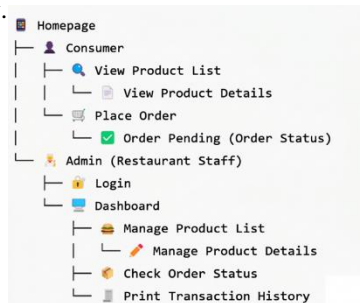 .
Homepage
Consumer
View Product List
View Product Details
Place Order
Order Pending (Order Status)
Admin (Restaurant Staff)
Login
Dashboard
Manage Product List
Manage Product Details
Check Order Status
Print Transaction History